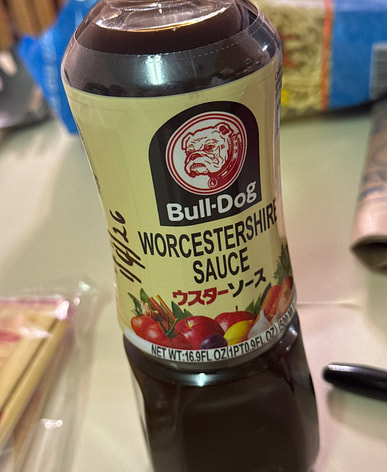 Bull-Dog
WORCESTERSHIRE
SAUCE
ウスターソース
NET WT:16.9FL OZ(1PT0.9FL OZ)